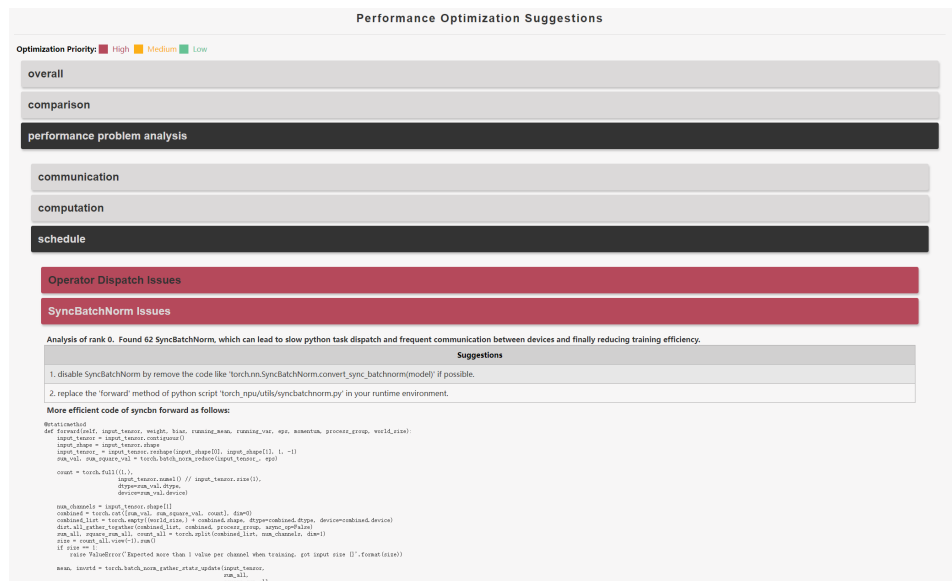 Performance Optimization Suggestions
Optimization Priority: High Medium Low
overall
comparison
performance problem analysis
communication
computation
schedule
Operator Dispatch Issues
SyncBatchNorm Issues
Analysis of rank 0. Found 62 SyncBatchNorm, which can lead to slow python task dispatch and frequent communication between devices and finally reducing training efficiency.
Suggestions
1. disable SyncBatchNorm by remove the code like 'torch.nn.SyncBatchNorm.convert_sync_batchnorm(model)' if possible.
2. replace the 'forward' method of python script 'torch_npu/utils/syncbatchnorm.py' in your runtime environment.
More efficient code of syncbn forward as follows:
@staticmethod
def forward(self, input_tensor, weight, bias, running_mean, running_var, eps, momentum, process_group, world_size):
input_tensor = input_tensor.contiguous()
input_shape = input_tensor.shape
input_tensor_ = input_tensor.reshape(input_shape[0], input_shape[1], 1, -1)
sum_val, sum_square_val = torch.batch_norm_reduce(input_tensor_, eps)
count = torch.full((1,),
input_tensor.numel() // input_tensor.size(1),
dtype=sum_val.dtype,
device=sum_val.device)
num_channels = input_tensor.shape[1]
combined = torch.cat([sum_val, sum_square_val, count], dim=0)
combined_list = torch.empty((world_size,) + combined.shape, dtype=combined.dtype, device=combined.device)
dist.all_gather_togather(combined_list, combined, process_group, async_op=False)
sum_all, square_sum_all, count_all = torch.split(combined_list, num_channels, dim=1)
size = count_all.view(-1).sum()
if size == 1:
raise ValueError('Expected more than 1 value per channel when training, got input size {}'.format(size))
mean, invstd = torch.batch_norm_gather_stats_update(input_tensor,
sum_all,